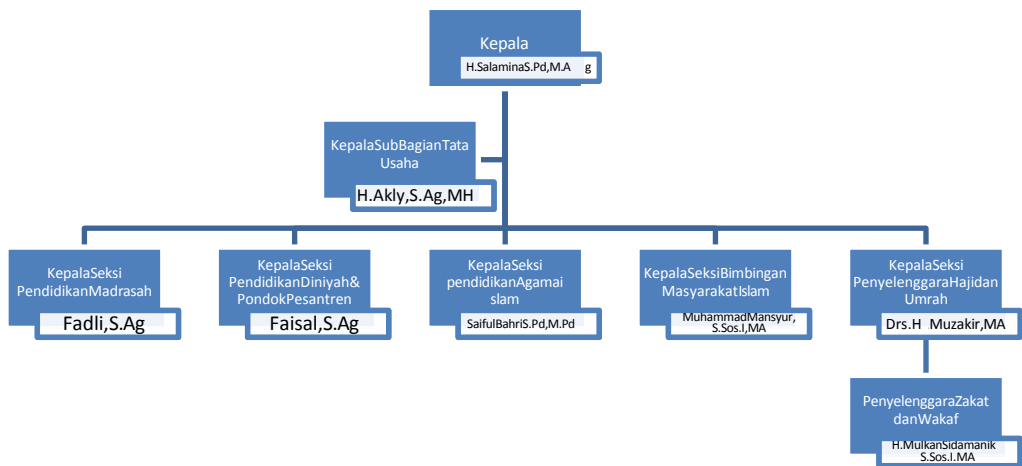 Kepala
H.SalaminaS.Pd,M.A g
KepalaSubBagianTata
Usaha
H.Akly,S.Ag,MH
KepalaSeksi
PendidikanMadrasah
Fadli,S.Ag
KepalaSeksi
PendidikanDiniyah&
PondokPesantren
Faisal,S.Ag
KepalaSeksi
pendidikanAgamai
slam
SaifulBahriS.Pd,M.Pd
KepalaSeksiBimbingan
MasyarakatIslam
MuhammadMansyur,
S.Sos.I,MA
KepalaSeksi
PenyelenggaraHajidan
Umrah
Drs.H Muzakir,MA
PenyelenggaraZakat
danWakaf
H.MulkanSidamanik
S.Sos.I.MA